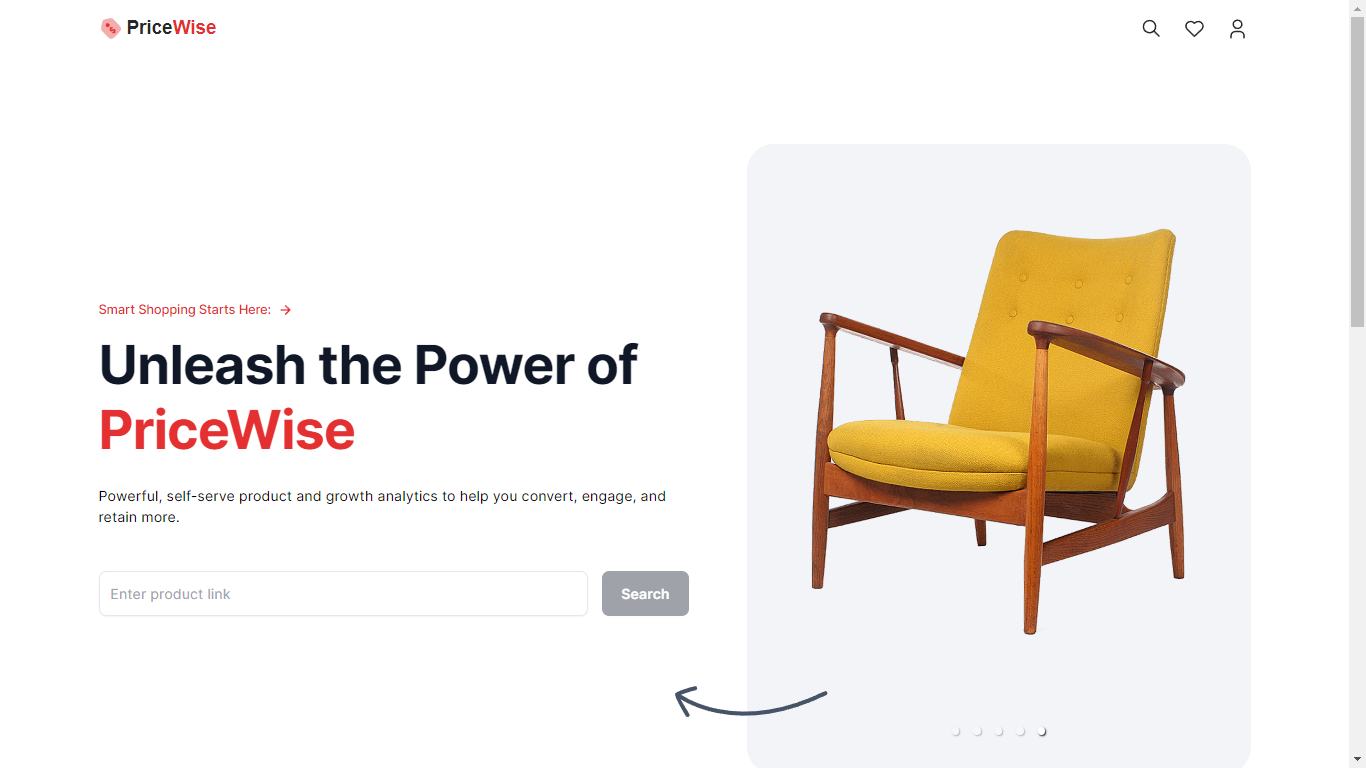 PriceWise
Smart Shopping Starts Here:
Unleash the Power of
PriceWise
Powerful, self-serve product and growth analytics to help you convert, engage, and
retain more.
Enter product link
Search